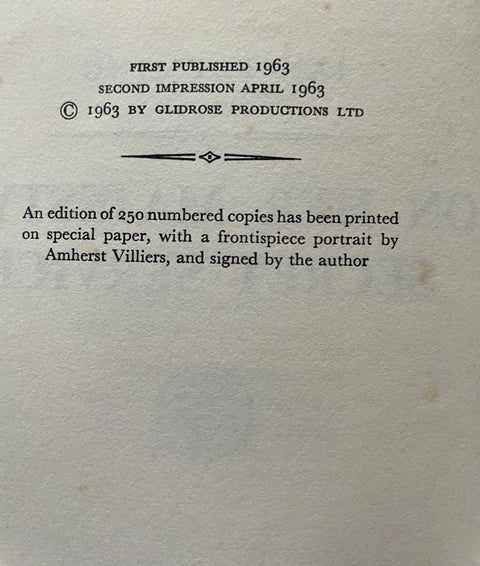 FIRST PUBLISHED 1963
SECOND IMPRESSION APRIL 1963
© 1963 BY GLIDROSE PRODUCTIONS LTD
An edition of 250 numbered copies has been printed
on special paper, with a frontispiece portrait by
Amherst Villiers, and signed by the author